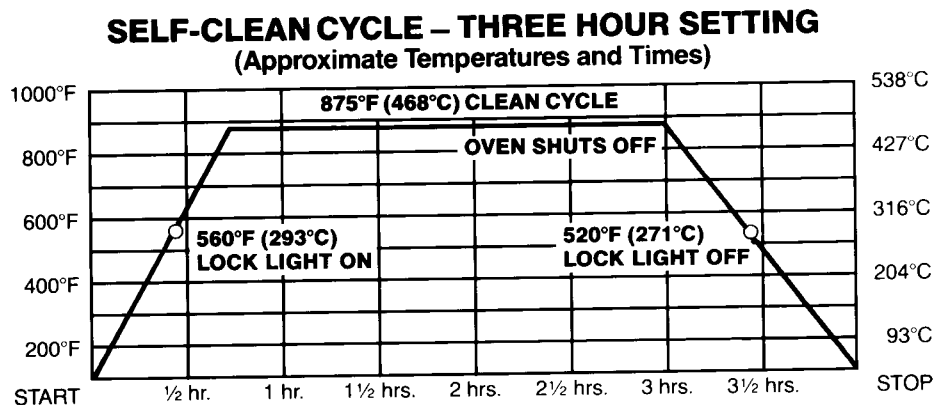 SELF-CLEAN CYCLE – THREE HOUR SETTING
(Approximate Temperatures and Times)
1000°F
538°C
875°F (468°C) CLEAN CYCLE
800°F
OVEN SHUTS OFF
427°C
600°F
316°C
560°F (293°C)
LOCK LIGHT ON
520°F (271°C)
LOCK LIGHT OFF
400°F
204°C
200°F
93°C
START
½ hr.
1 hr.
1½ hrs.
2 hrs.
2½ hrs.
3 hrs.
3½ hrs.
STOP